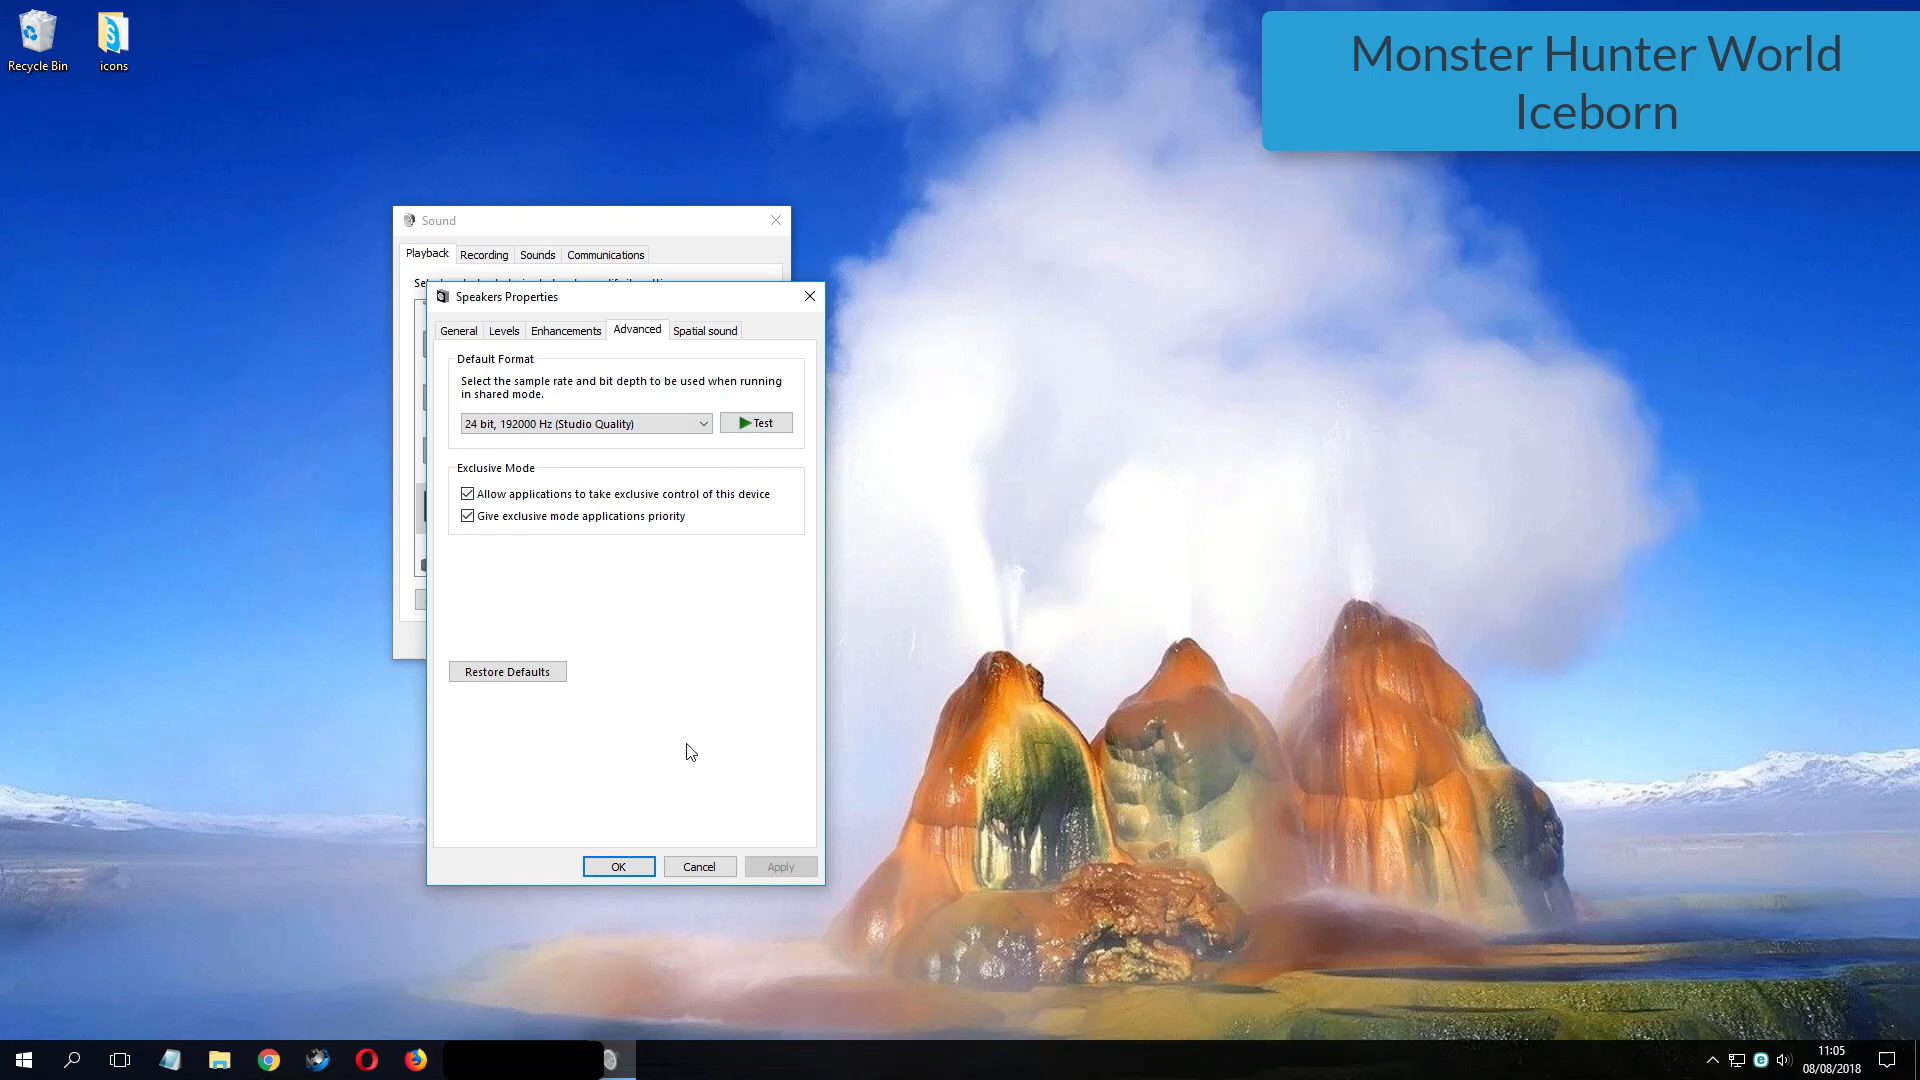 Recycle Bin
icons
Monster Hunter World
Iceborn
Sound
Playback
Recording
Sounds
Communications
Speakers Properties
General
Levels
Enhancements
Advanced
Spatial sound
Default Format
Select the sample rate and bit depth to be used when running
in shared mode.
24 bit, 192000 Hz (Studio Quality)
Test
Exclusive Mode
Allow applications to take exclusive control of this device
Give exclusive mode applications priority
Restore Defaults
OK
Cancel
Apply
11:05
08/08/2018